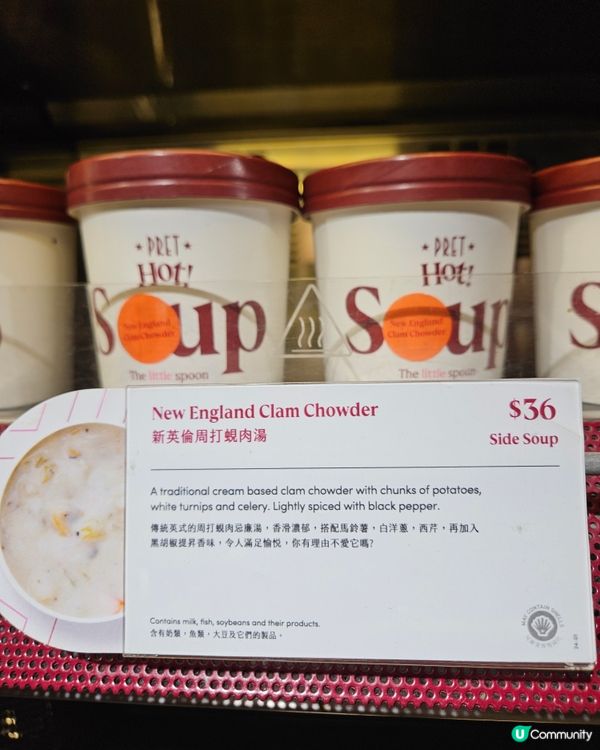 PRET
Hot!
Soup
New England
Clam Chowder
The little spoon
PRET
Hot!
Soup
New England
Clam Chowder
The little spoon
S
New England Clam Chowder
$36
新英倫周打蜆肉湯
Side Soup
A traditional cream based clam chowder with chunks of potatoes,
white turnips and celery. Lightly spiced with black pepper.
傳統英式的周打蜆肉忌廉湯，香滑濃郁，搭配馬鈴薯，白洋蔥，西芹，再加入
黑胡椒提昇香味，令人滿足愉悅，你有理由不愛它嗎?
Contains milk, fish, soybeans and their products.
含有奶類，魚類，大豆及它們的製品。
MAY CONTAIN SHELLS
U Community